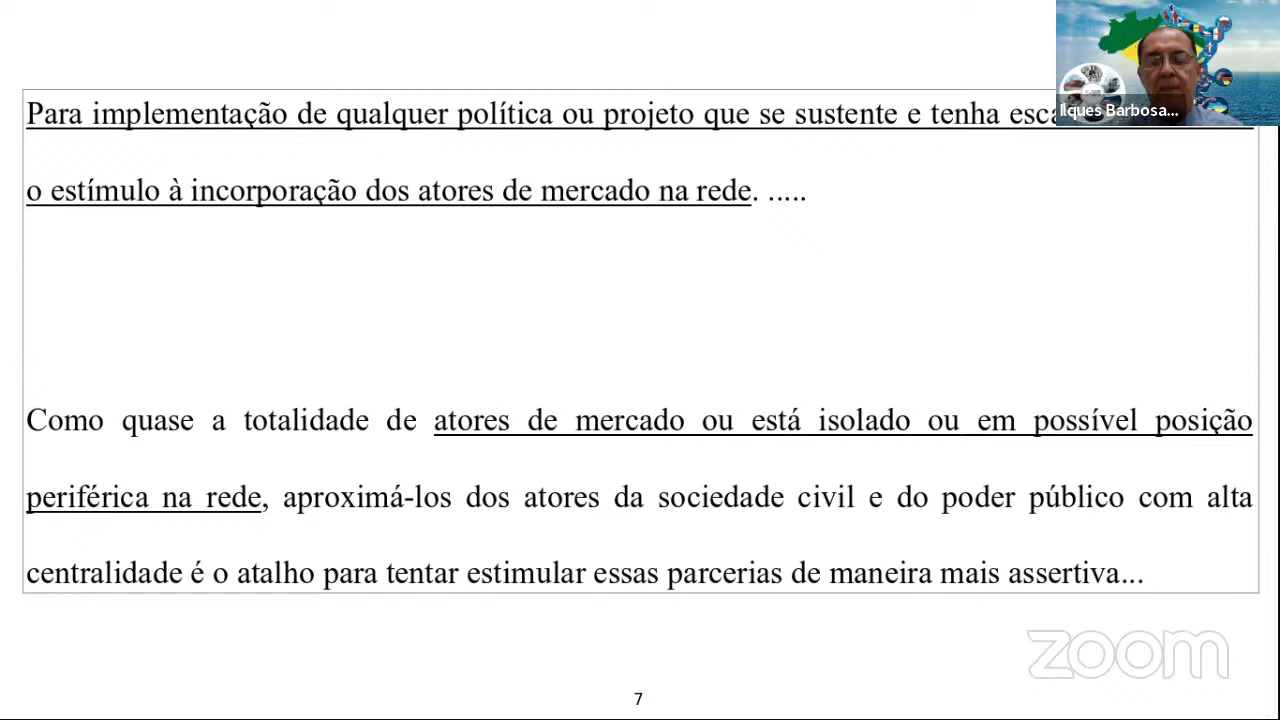 Para implementação de qualquer política ou projeto que se sustente e tenha
Ilques Barbosa...
o estímulo à incorporação dos atores de mercado na rede. .....
Como quase a totalidade de atores de mercado ou está isolado ou em possível posição
periférica na rede, aproximá-los dos atores da sociedade civil e do poder público com alta
centralidade é o atalho para tentar estimular essas parcerias de maneira mais assertiva...
zoom
7